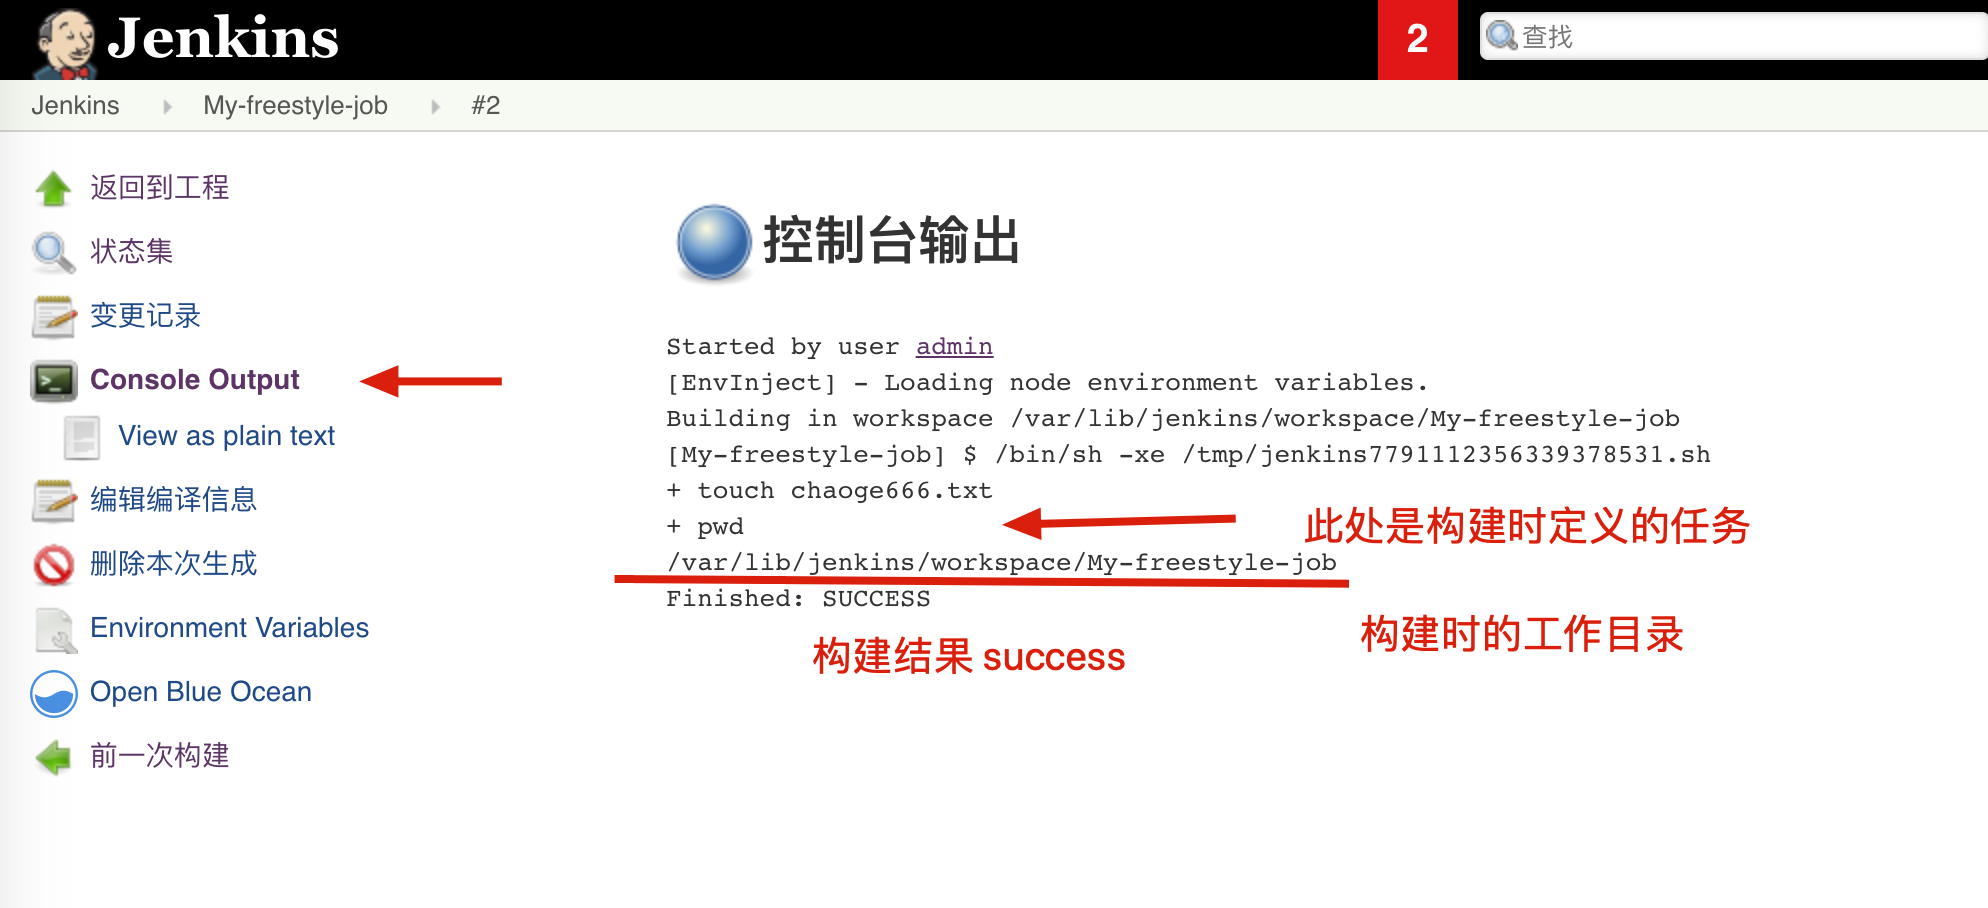 Jenkins
2
查找
Jenkins
My-freestyle-job
#2
返回到工程
状态集
变更记录
Console Output
View as plain text
编辑编译信息
删除本次生成
Environment Variables
Open Blue Ocean
前一次构建
控制台输出
Started by user admin
[EnvInject] - Loading node environment variables.
Building in workspace /var/lib/jenkins/workspace/My-freestyle-job
[My-freestyle-job] $ /bin/sh -xe /tmp/jenkins7791112356339378531.sh
+ touch chaoge666.txt
+ pwd
此处是构建时定义的任务
/var/lib/jenkins/workspace/My-freestyle-job
Finished: SUCCESS
构建时的工作目录
构建结果 success